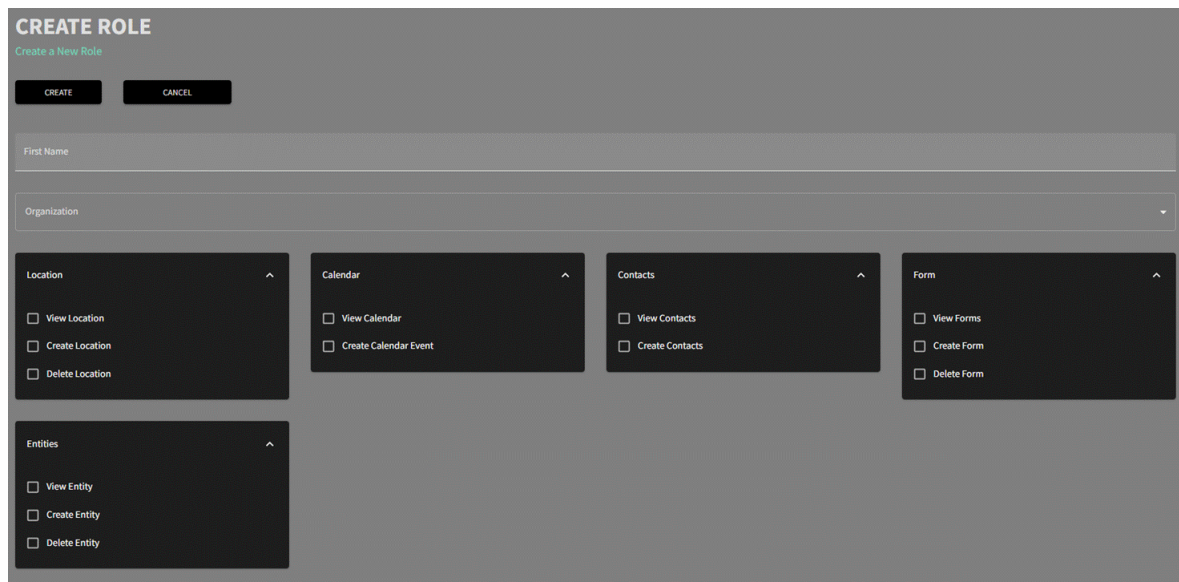 CREATE ROLE
Create a New Role
CREATE
CANCEL
First Name
Organization
Location
View Location
Create Location
Delete Location
Calendar
View Calendar
Create Calendar Event
Contacts
View Contacts
Create Contacts
Form
View Forms
Create Form
Delete Form
Entities
View Entity
Create Entity
Delete Entity